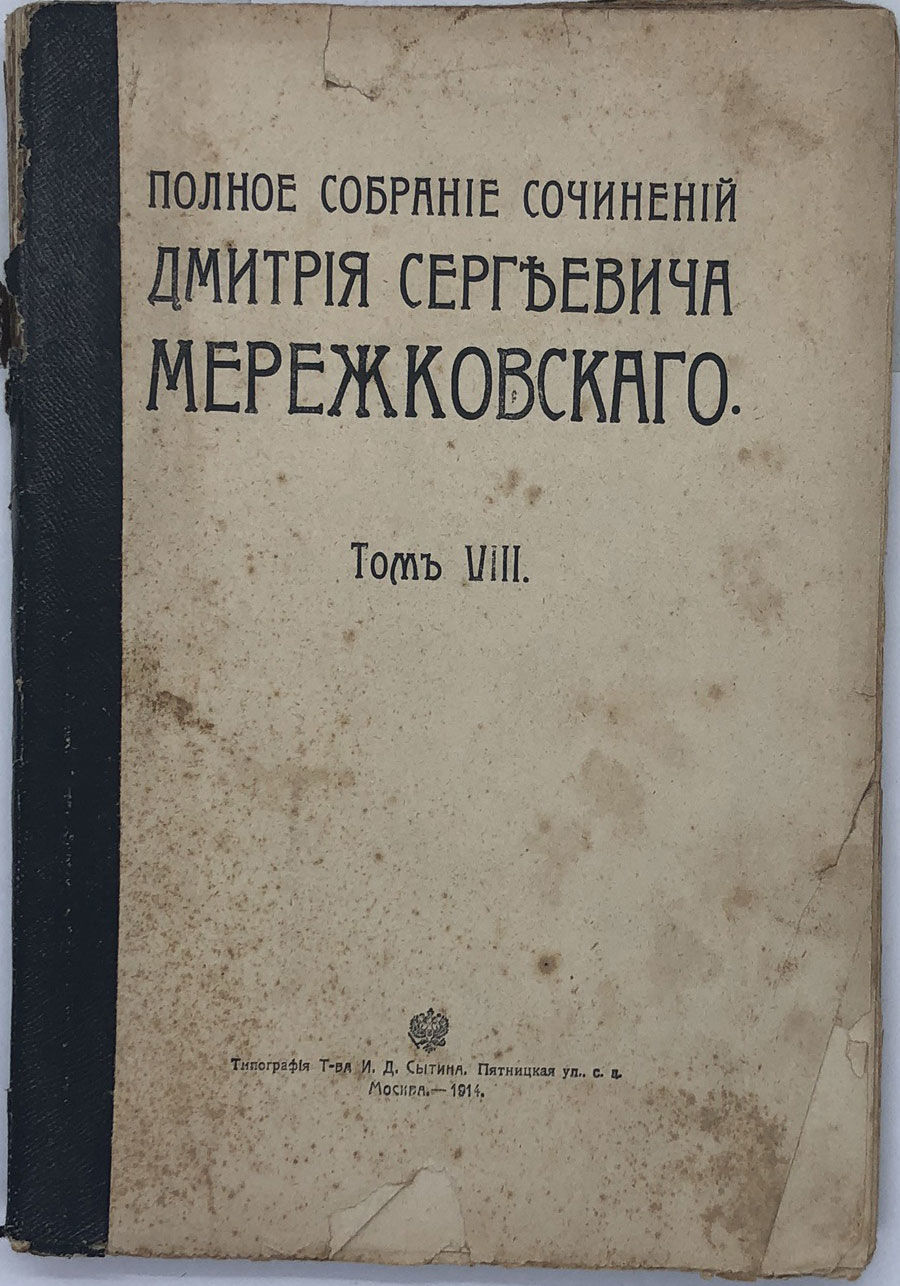 ПОЛНОЕ СОБРАНІЕ СОЧИНЕНІЙ
ДМИТРІЯ СЕРГѢЕВИЧА
МЕРЕЖКОВСКАГО.
Томъ VIII.
Типографія Т-ва И. Д. Сытина. Пятницкая ул., с. д.
Москва.—1914.